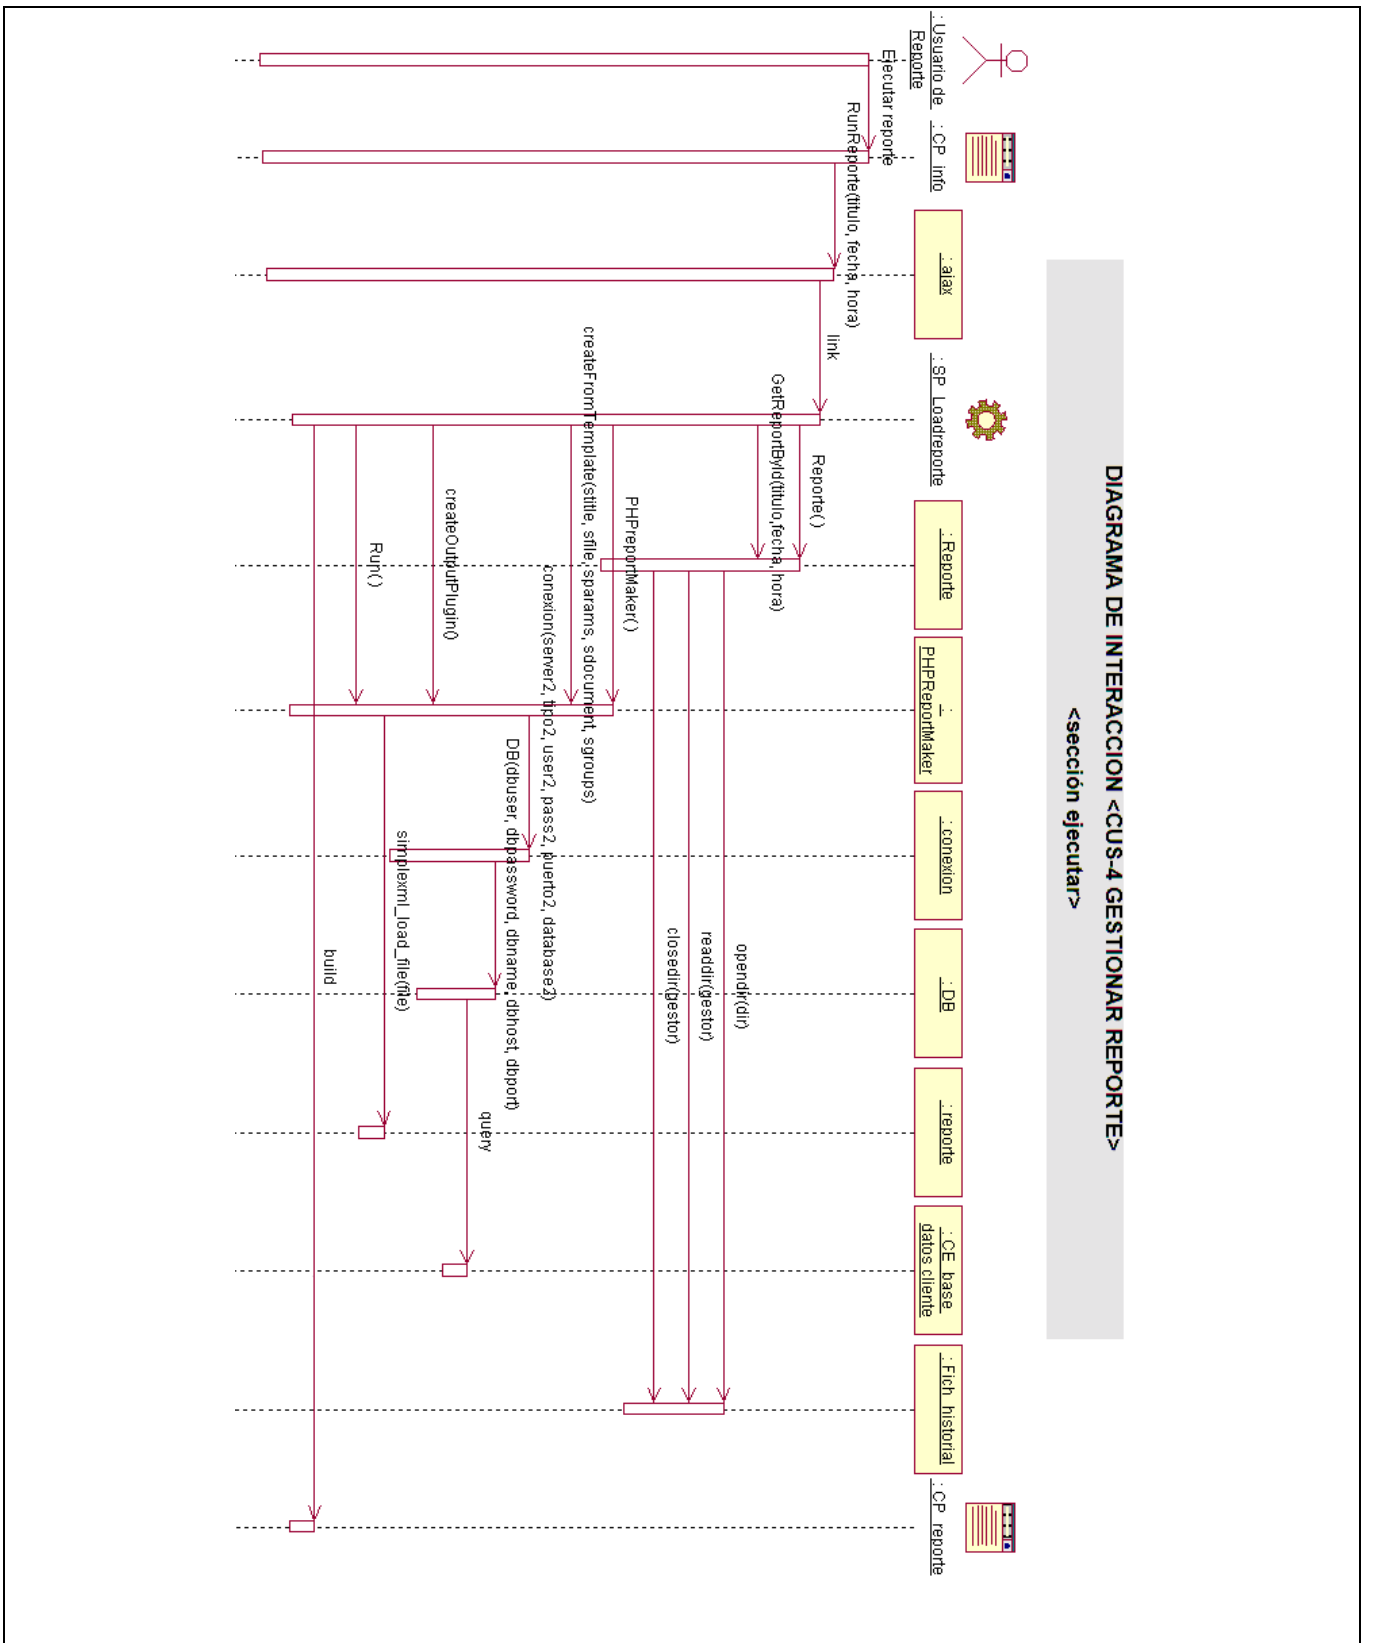 DIAGRAMA DE INTERACCION <CUS-4 GESTIONAR REPORTE>
<sección ejecutar>
: Usuario de
Reporte
: CP_info
: ajax
: SP_Loadreporte
: Reporte
:
PHPReportMaker
: conexion
: DB
: reporte
: CE_base
datos cliente
: Fich_historial
: CP_reporte
Ejecutar reporte
RunReporte(titulo, fecha, hora)
link
Reporte( )
GetReportById(titulo,fecha, hora)
opendir(dir)
readdir(gestor)
closedir(gestor)
PHPreportMaker( )
createFromTemplate(stitle, sfile, sparams, sdocument, sgroups)
conexion(server2, tipo2, user2, pass2, puerto2, database2)
DB(dbuser, dbpassword, dbname, dbhost, dbport)
query
createOutputPlugin()
simplexml_load_file(file)
Run()
build